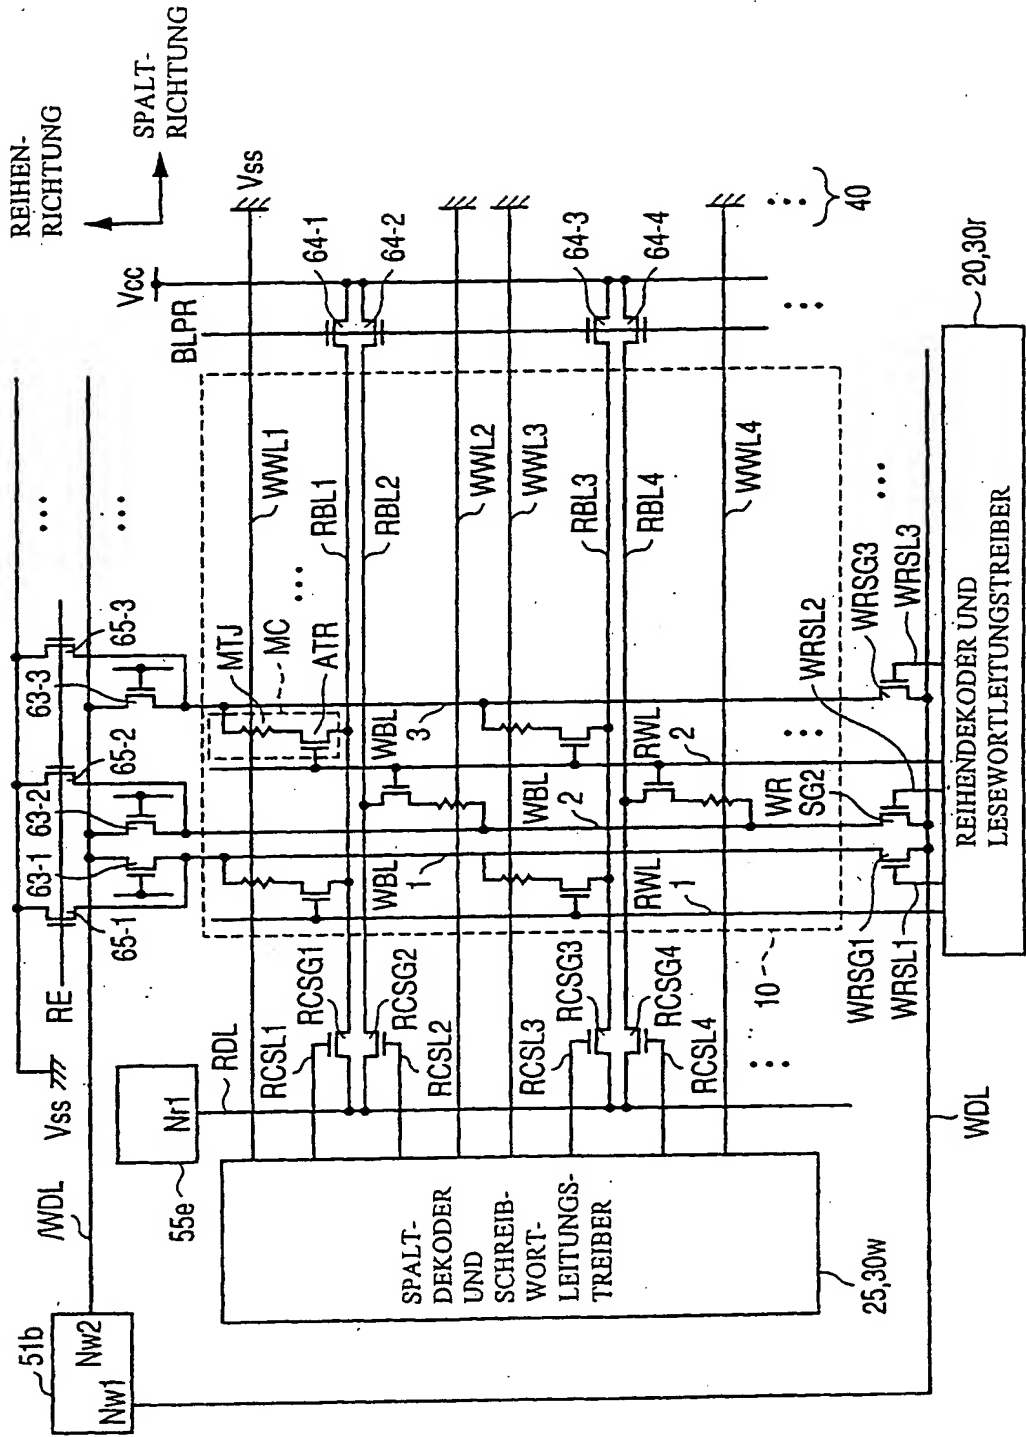 REIHEN-
RICHTUNG
SPALT-
RICHTUNG
51b
Nw2
Nw1
/WDL
Vss
RE
65-1
63-1
63-2
65-2
63-3
65-3
Vcc
BLPR
55e
Nr1
RDL
WWL1
Vss
RCSL1
RCSG1
RCSG2
RCSL2
MTJ
MC
ATR
RBL1
RBL2
64-1
64-2
WBL
1
WBL
2
WBL
3
WWL2
WWL3
RCSL3
RCSG3
RCSG4
RCSL4
RBL3
RBL4
64-3
64-4
RWL
1
RWL
2
WWL4
40
10
SPALT-
DEKODER
UND
SCHREIB-
WORT-
LEITUNGS-
TREIBER
25,30w
WRSG1
WRSL1
WR
SG2
WRSL2
WRSG3
WRSL3
WDL
REIHENDEKODER UND
LESEWORTLEITUNGSTREIBER
20,30r